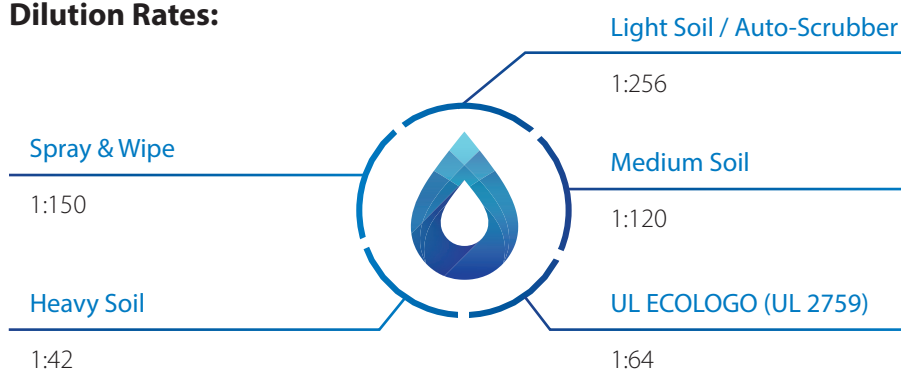 Dilution Rates:
Light Soil / Auto-Scrubber
1:256
Spray & Wipe
1:150
Medium Soil
1:120
Heavy Soil
1:42
UL ECOLOGO (UL 2759)
1:64